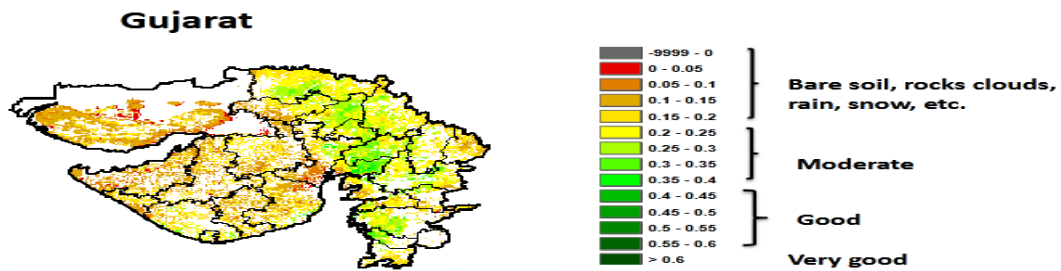 Gujarat
-9999 - 0
0 - 0.05
0.05 - 0.1
0.1 - 0.15
0.15 - 0.2
0.2 - 0.25
0.25 - 0.3
0.3 - 0.35
0.35 - 0.4
0.4 - 0.45
0.45 - 0.5
0.5 - 0.55
0.55 - 0.6
> 0.6
Bare soil, rocks clouds,
rain, snow, etc.
Moderate
Good
Very good